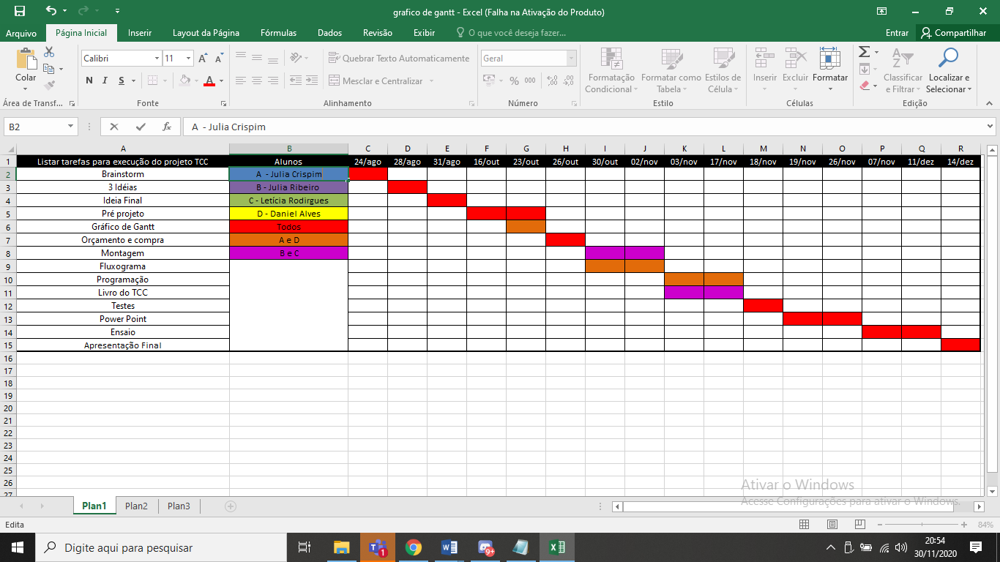 grafico de gantt - Excel (Falha na Ativação do Produto)
Arquivo Página Inicial Inserir Layout da Página Fórmulas Dados Revisão Exibir O que você deseja fazer... Entrar Compartilhar
Colar
Calibri 11
N I S A
Quebrar Texto Automaticamente
Mesclar e Centralizar
Geral
% 000
Formatação Condicional
Formatar como Tabela
Estilos de Célula
Inserir Excluir Formatar
Classificar e Filtrar
Localizar e Selecionar
Área de Transf... Fonte Alinhamento Número Estilo Células Edição
B2 fx A - Julia Crispim
A B C D E F G H I J K L M N O P Q R
1 Listar tarefas para execução do projeto TCC Alunos 24/ago 28/ago 31/ago 16/out 23/out 26/out 30/out 02/nov 03/nov 17/nov 18/nov 19/nov 26/nov 07/nov 11/dez 14/dez
2 Brainstorm A - Julia Crispim
3 3 Idéias B - Julia Ribeiro
4 Ideia Final C - Letícia Rodirgues
5 Pré projeto D - Daniel Alves
6 Gráfico de Gantt Todos
7 Orçamento e compra A e D
8 Montagem B e C
9 Fluxograma
10 Programação
11 Livro do TCC
12 Testes
13 Power Point
14 Ensaio
15 Apresentação Final
16
17
18
19
20
21
22
23
24
25
26
27
Ativar o Windows
Acesse Configurações para ativar o Windows.
Plan1 Plan2 Plan3
Edita 84%
Digite aqui para pesquisar
1
9+
20:54
30/11/2020